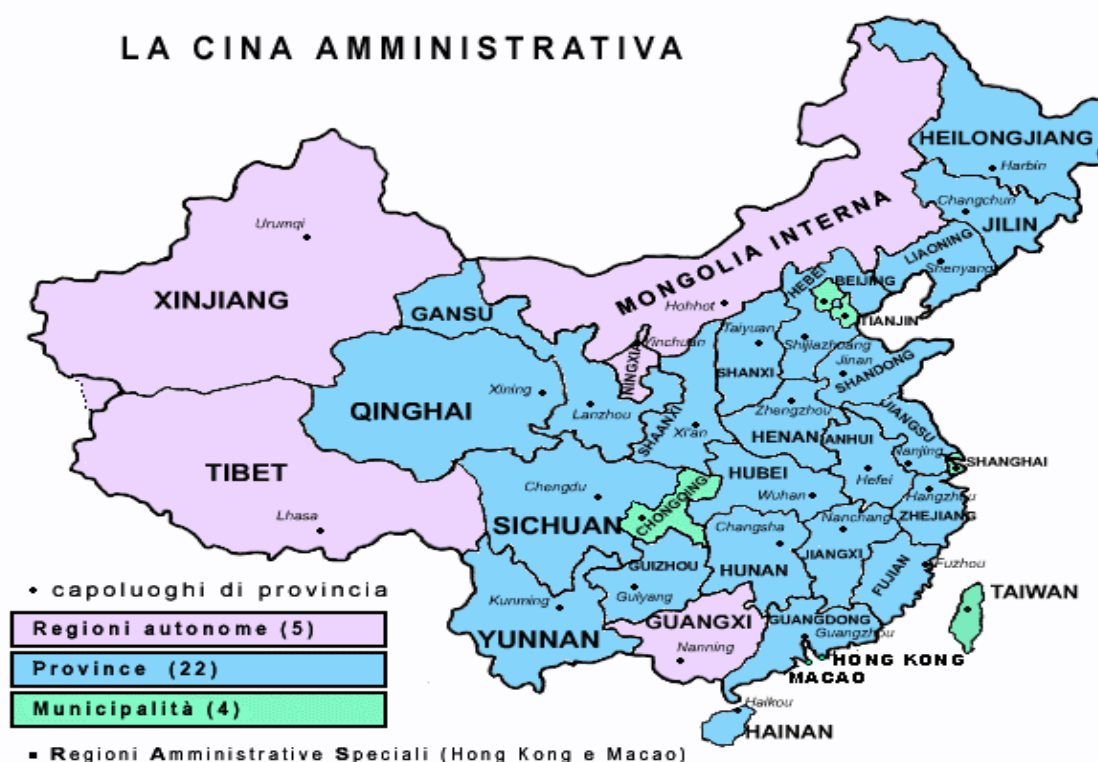 LA CINA AMMINISTRATIVA
HEILONGJIANG
Harbin
Changchun
JILIN
Urumqi
MONGOLIA INTERNA
LIAONING
Shenyang
XINJIANG
HEBEI
BEIJING
GANSU
Hohhot
TIANJIN
Taiyuan
Yinchuan
Shijiazhoang
Jinan
NINGXIA
SHANXI
SHANDONG
Xining
QINGHAI
Lanzhou
SHAANXI
Xi'an
Zhengzhou
HENAN
ANHUI
JIANGSU
Nanjing
SHANGHAI
TIBET
HUBEI
Hefei
Chengdu
CHONGQING
Wuhan
Hangzhou
SICHUAN
Lhasa
Changsha
Nanchang
ZHEJIANG
GUIZHOU
HUNAN
JIANGXI
Fuzhou
FUJIAN
• capoluoghi di provincia
Kunming
Guiyang
TAIWAN
Regioni autonome (5)
YUNNAN
GUANGXI
GUANGDONG
Guangzhou
Nanning
HONG KONG
Province (22)
MACAO
Municipalità (4)
Haikou
HAINAN
▪ Regioni Amministrative Speciali (Hong Kong e Macao)